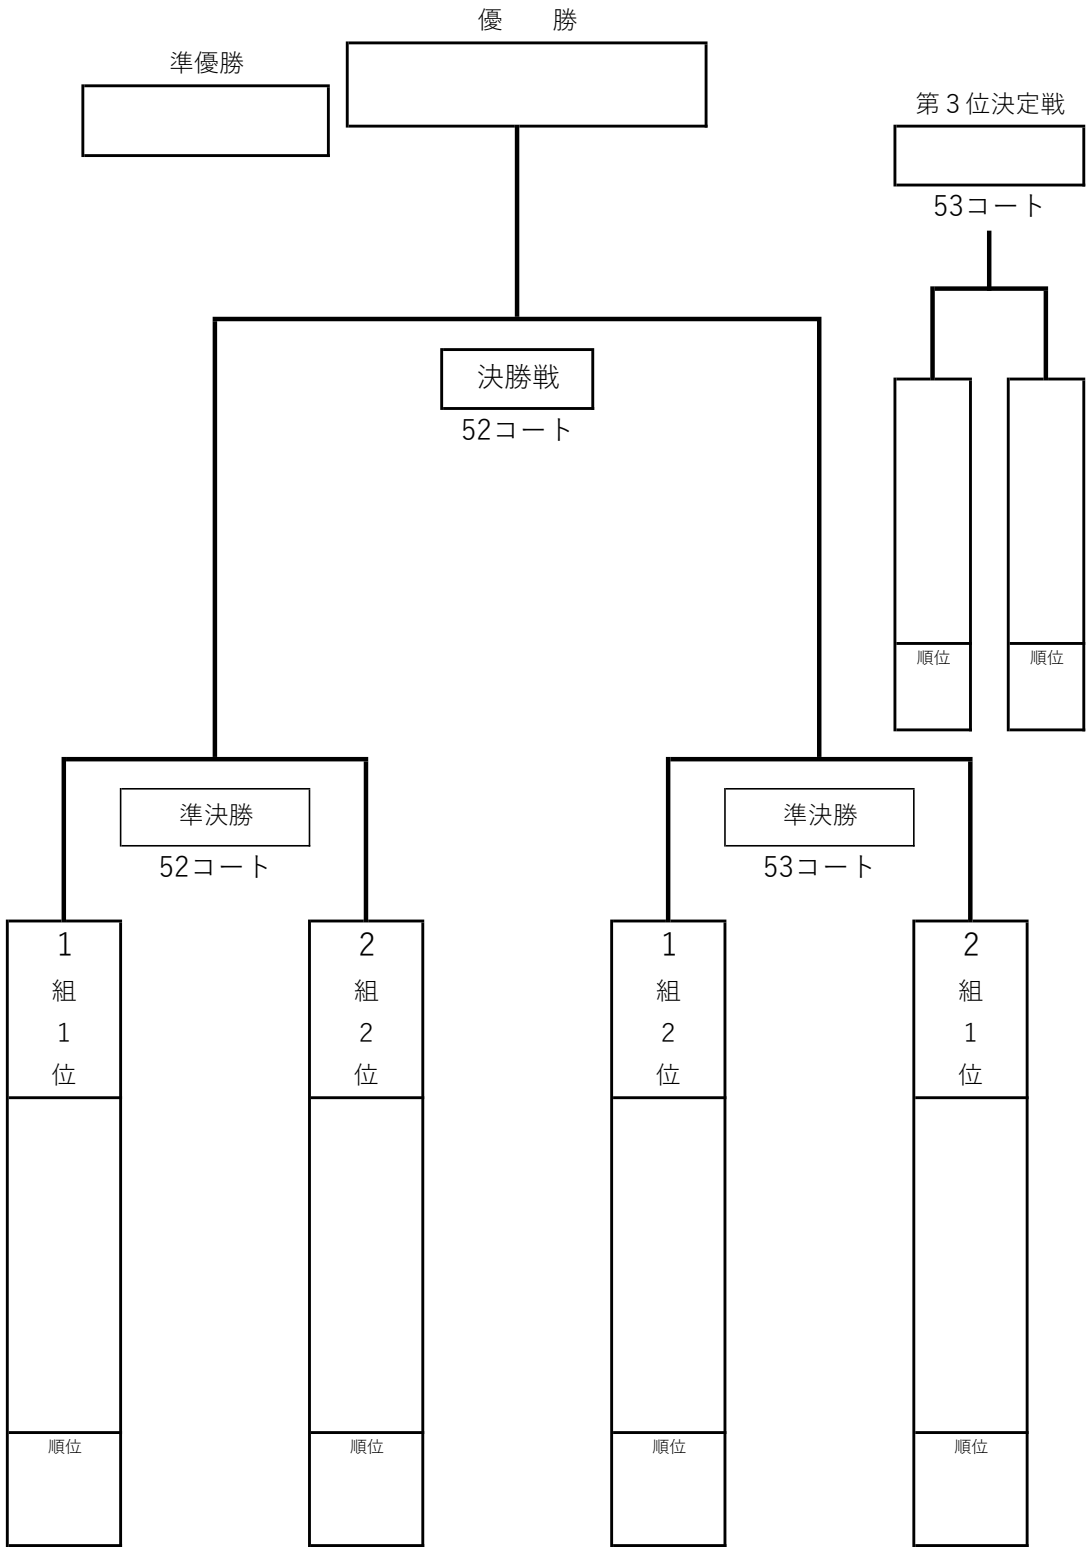 優　　勝
準優勝
第３位決定戦
53コート
決勝戦
52コート
順位
順位
準決勝
52コート
準決勝
53コート
1組1位
2組2位
1組2位
2組1位
順位
順位
順位
順位